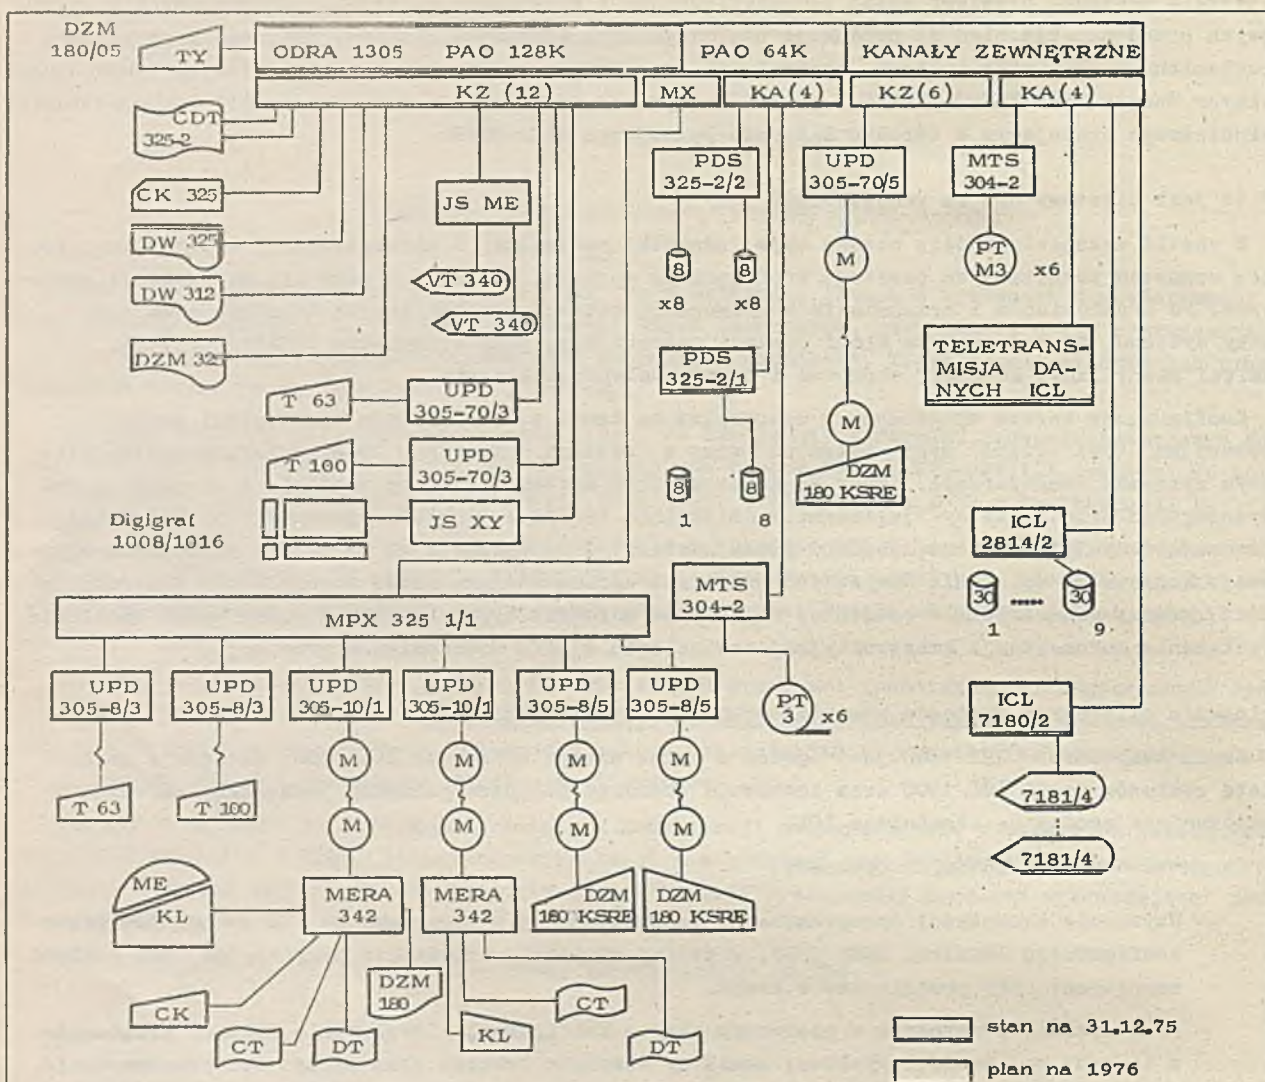 DZM
180/05
TY
ODRA 1305 PAO 128K
PAO 64K
KANAŁY ZEWNĘTRZNE
KZ (12)
MX
KA(4)
KZ(6)
KA(4)
CDT
325-2
CK 325
DW 325
DW 312
JS ME
VT 340
VT 340
PDS
325-2/2
8
8
x8
x8
UPD
305-70/5
M
MTS
304-2
PT
M3
x6
PDS
325-2/1
8
8
1
8
TELETRANS-
MISJA DA-
NYCH ICL
T 63
UPD
305-70/3
T 100
UPD
305-70/3
M
DZM
180 KSRE
Digigraf
1008/1016
JS XY
ICL
2814/2
30
30
1
9
MTS
304-2
MPX 325 1/1
PT
3
x6
ICL
7180/2
7181/4
7181/4
UPD
305-8/3
UPD
305-8/3
UPD
305-10/1
UPD
305-10/1
UPD
305-8/5
UPD
305-8/5
M
M
M
M
T 63
T 100
M
M
M
M
ME
KL
MERA
342
MERA
342
DZM
180 KSRE
DZM
180 KSRE
CK
CT
DT
DZM
180
KL
CT
DT
stan na 31.12.75
plan na 1976